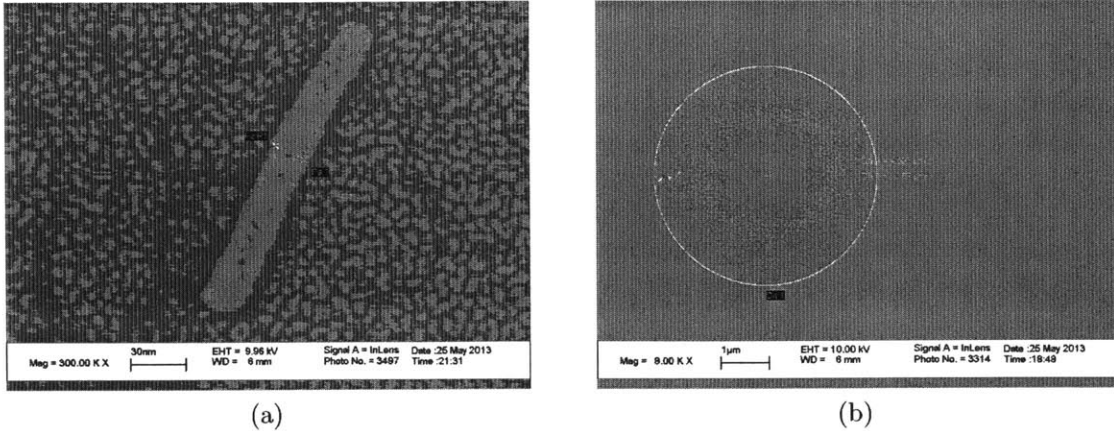 Mag = 300.00 K X
30nm
EHT = 9.96 kV
WD = 6 mm
Signal A = InLens
Photo No. = 3497
Date :25 May 2013
Time :21:31
Mag = 8.00 K X
1µm
EHT = 10.00 kV
WD = 6 mm
Signal A = InLens
Photo No. = 3314
Date :25 May 2013
Time :18:48
(a)
(b)